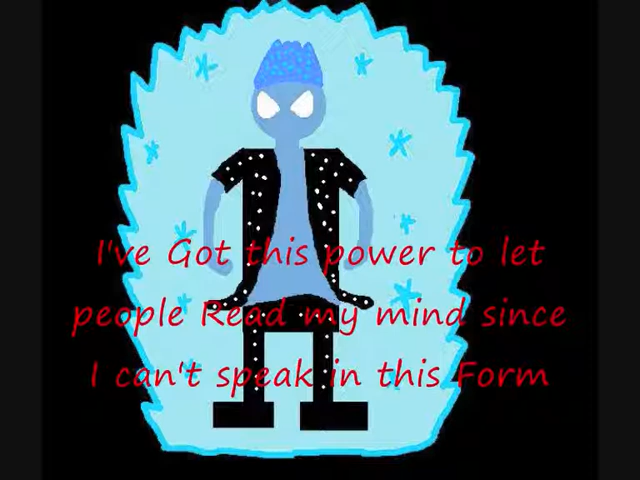 I've Got this power to let
people Read my mind since
I can't speak in this Form